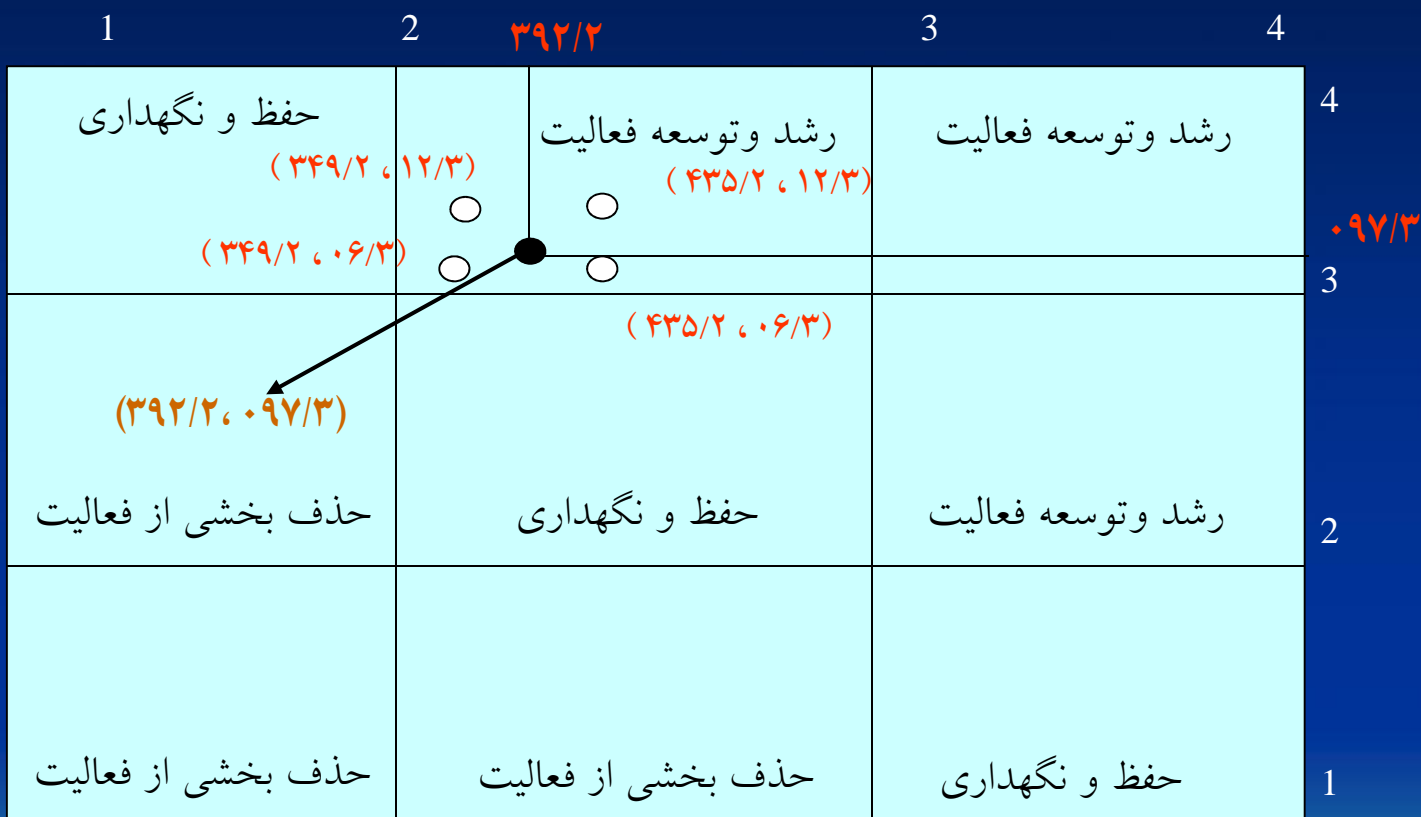 1 2 ۳۹۲/۲ 3 4
حفظ و نگهداری
رشد وتوسعه فعالیت
رشد وتوسعه فعالیت
4
( ۳۴۹/۲ ، ۱۲/۳)
( ۴۳۵/۲ ، ۱۲/۳)
۰۹۷/۳
( ۳۴۹/۲ ، ۰۶/۳)
3
( ۴۳۵/۲ ، ۰۶/۳)
(۳۹۲/۲، ۰۹۷/۳)
حذف بخشی از فعالیت
حفظ و نگهداری
رشد وتوسعه فعالیت
2
حذف بخشی از فعالیت
حذف بخشی از فعالیت
حفظ و نگهداری
1